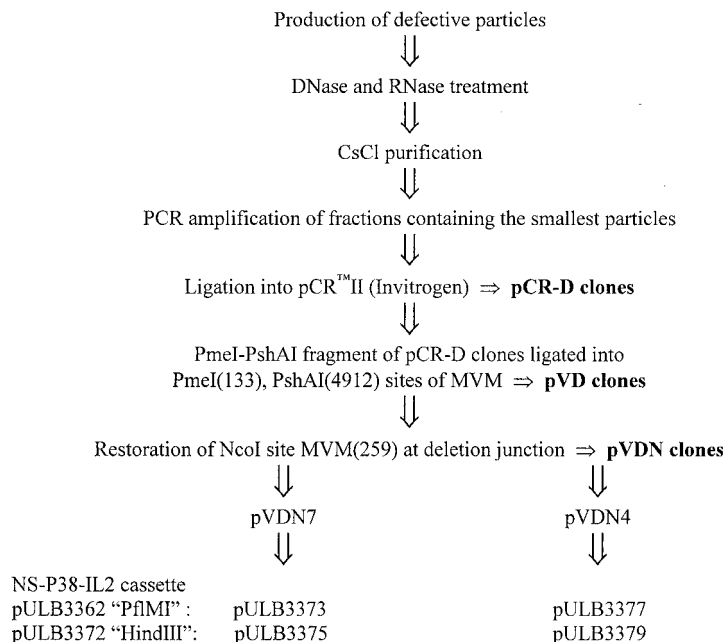 Production of defective particles
DNase and RNase treatment
CsCl purification
PCR amplification of fractions containing the smallest particles
Ligation into pCR™II (Invitrogen) ⇒ pCR-D clones
PmeI-PshAI fragment of pCR-D clones ligated into
PmeI(133), PshAI(4912) sites of MVM ⇒ pVD clones
Restoration of NcoI site MVM(259) at deletion junction ⇒ pVDN clones
pVDN7 pVDN4
NS-P38-IL2 cassette
pULB3362 “PflMI” : pULB3373 pULB3377
pULB3372 “HindIII”: pULB3375 pULB3379